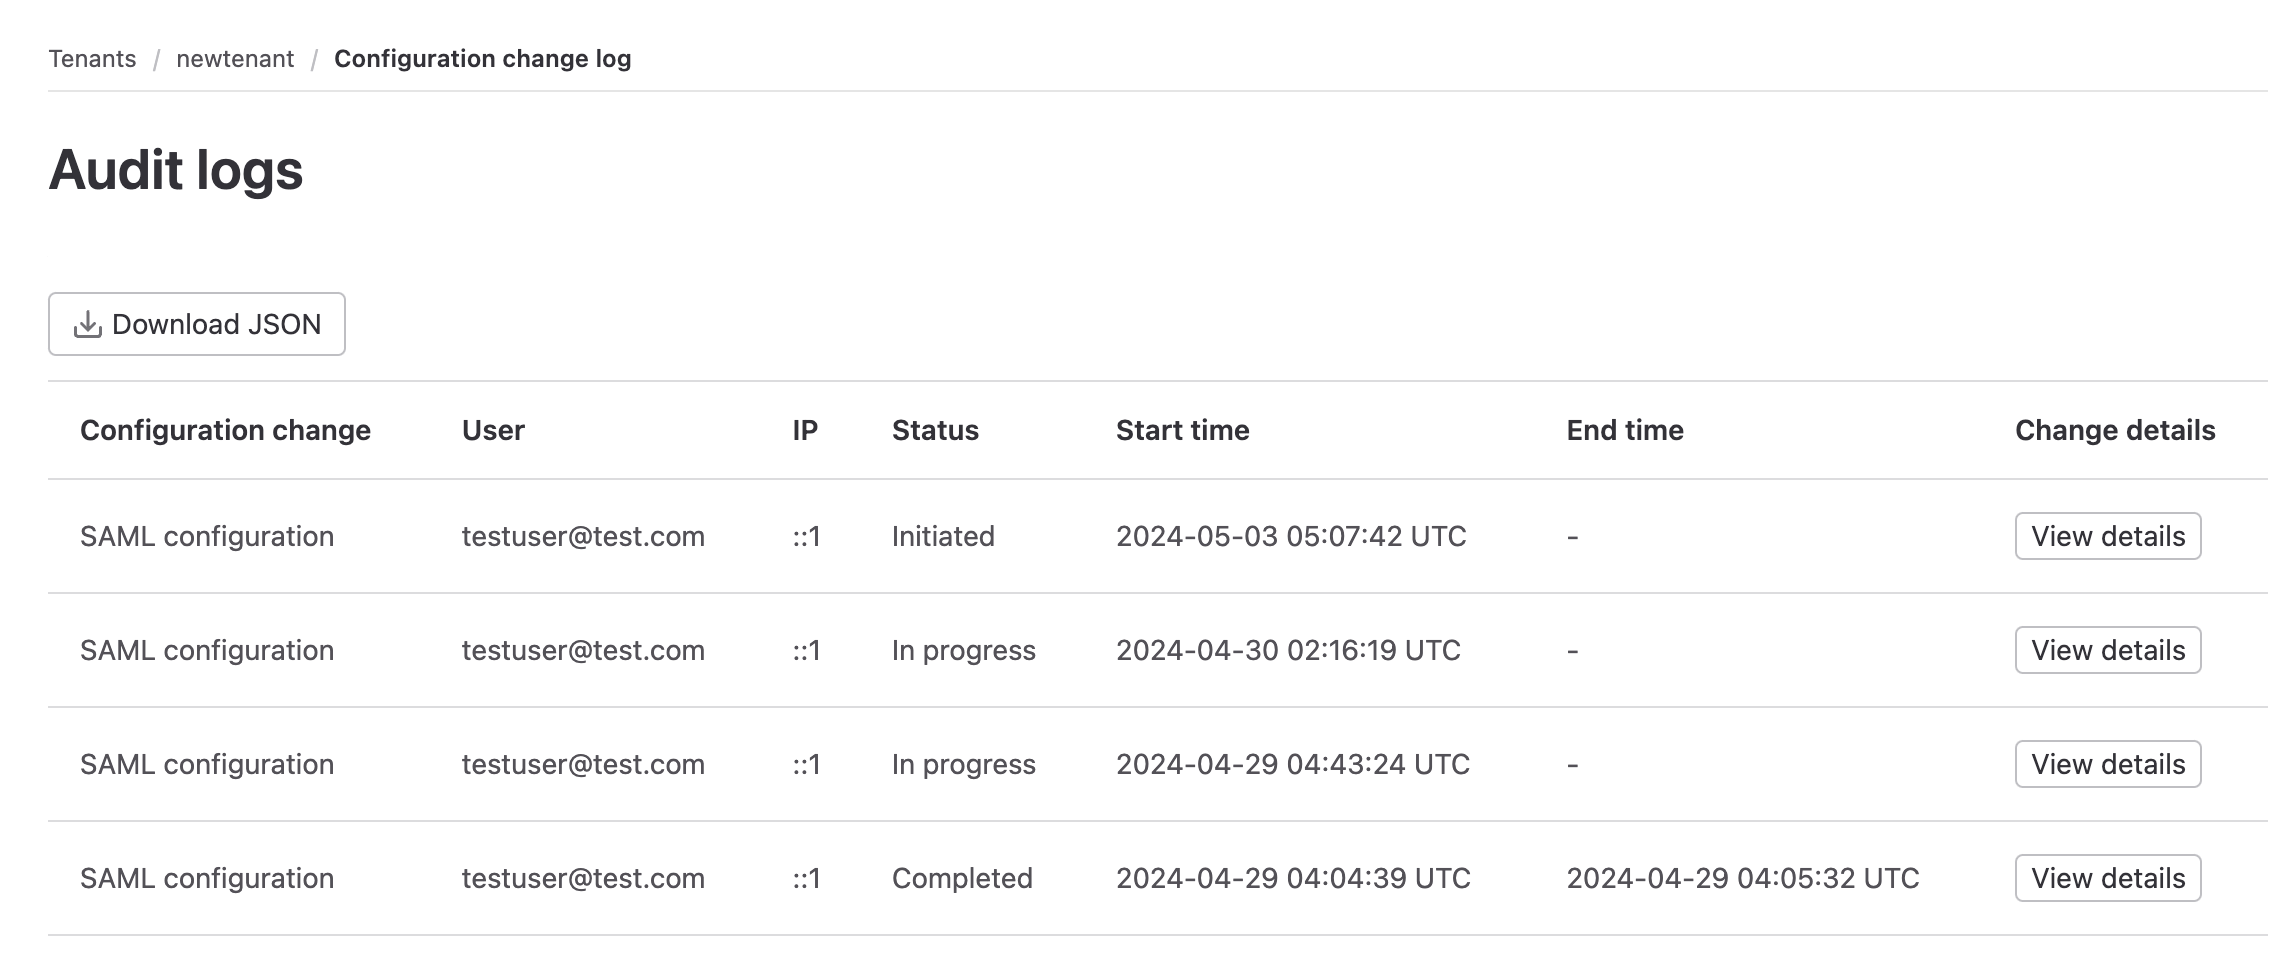 Tenants / newtenant / Configuration change log
Audit logs
Download JSON
Configuration change User IP Status Start time End time Change details
SAML configuration testuser@test.com ::1 Initiated 2024-05-03 05:07:42 UTC - View details
SAML configuration testuser@test.com ::1 In progress 2024-04-30 02:16:19 UTC - View details
SAML configuration testuser@test.com ::1 In progress 2024-04-29 04:43:24 UTC - View details
SAML configuration testuser@test.com ::1 Completed 2024-04-29 04:04:39 UTC 2024-04-29 04:05:32 UTC View details